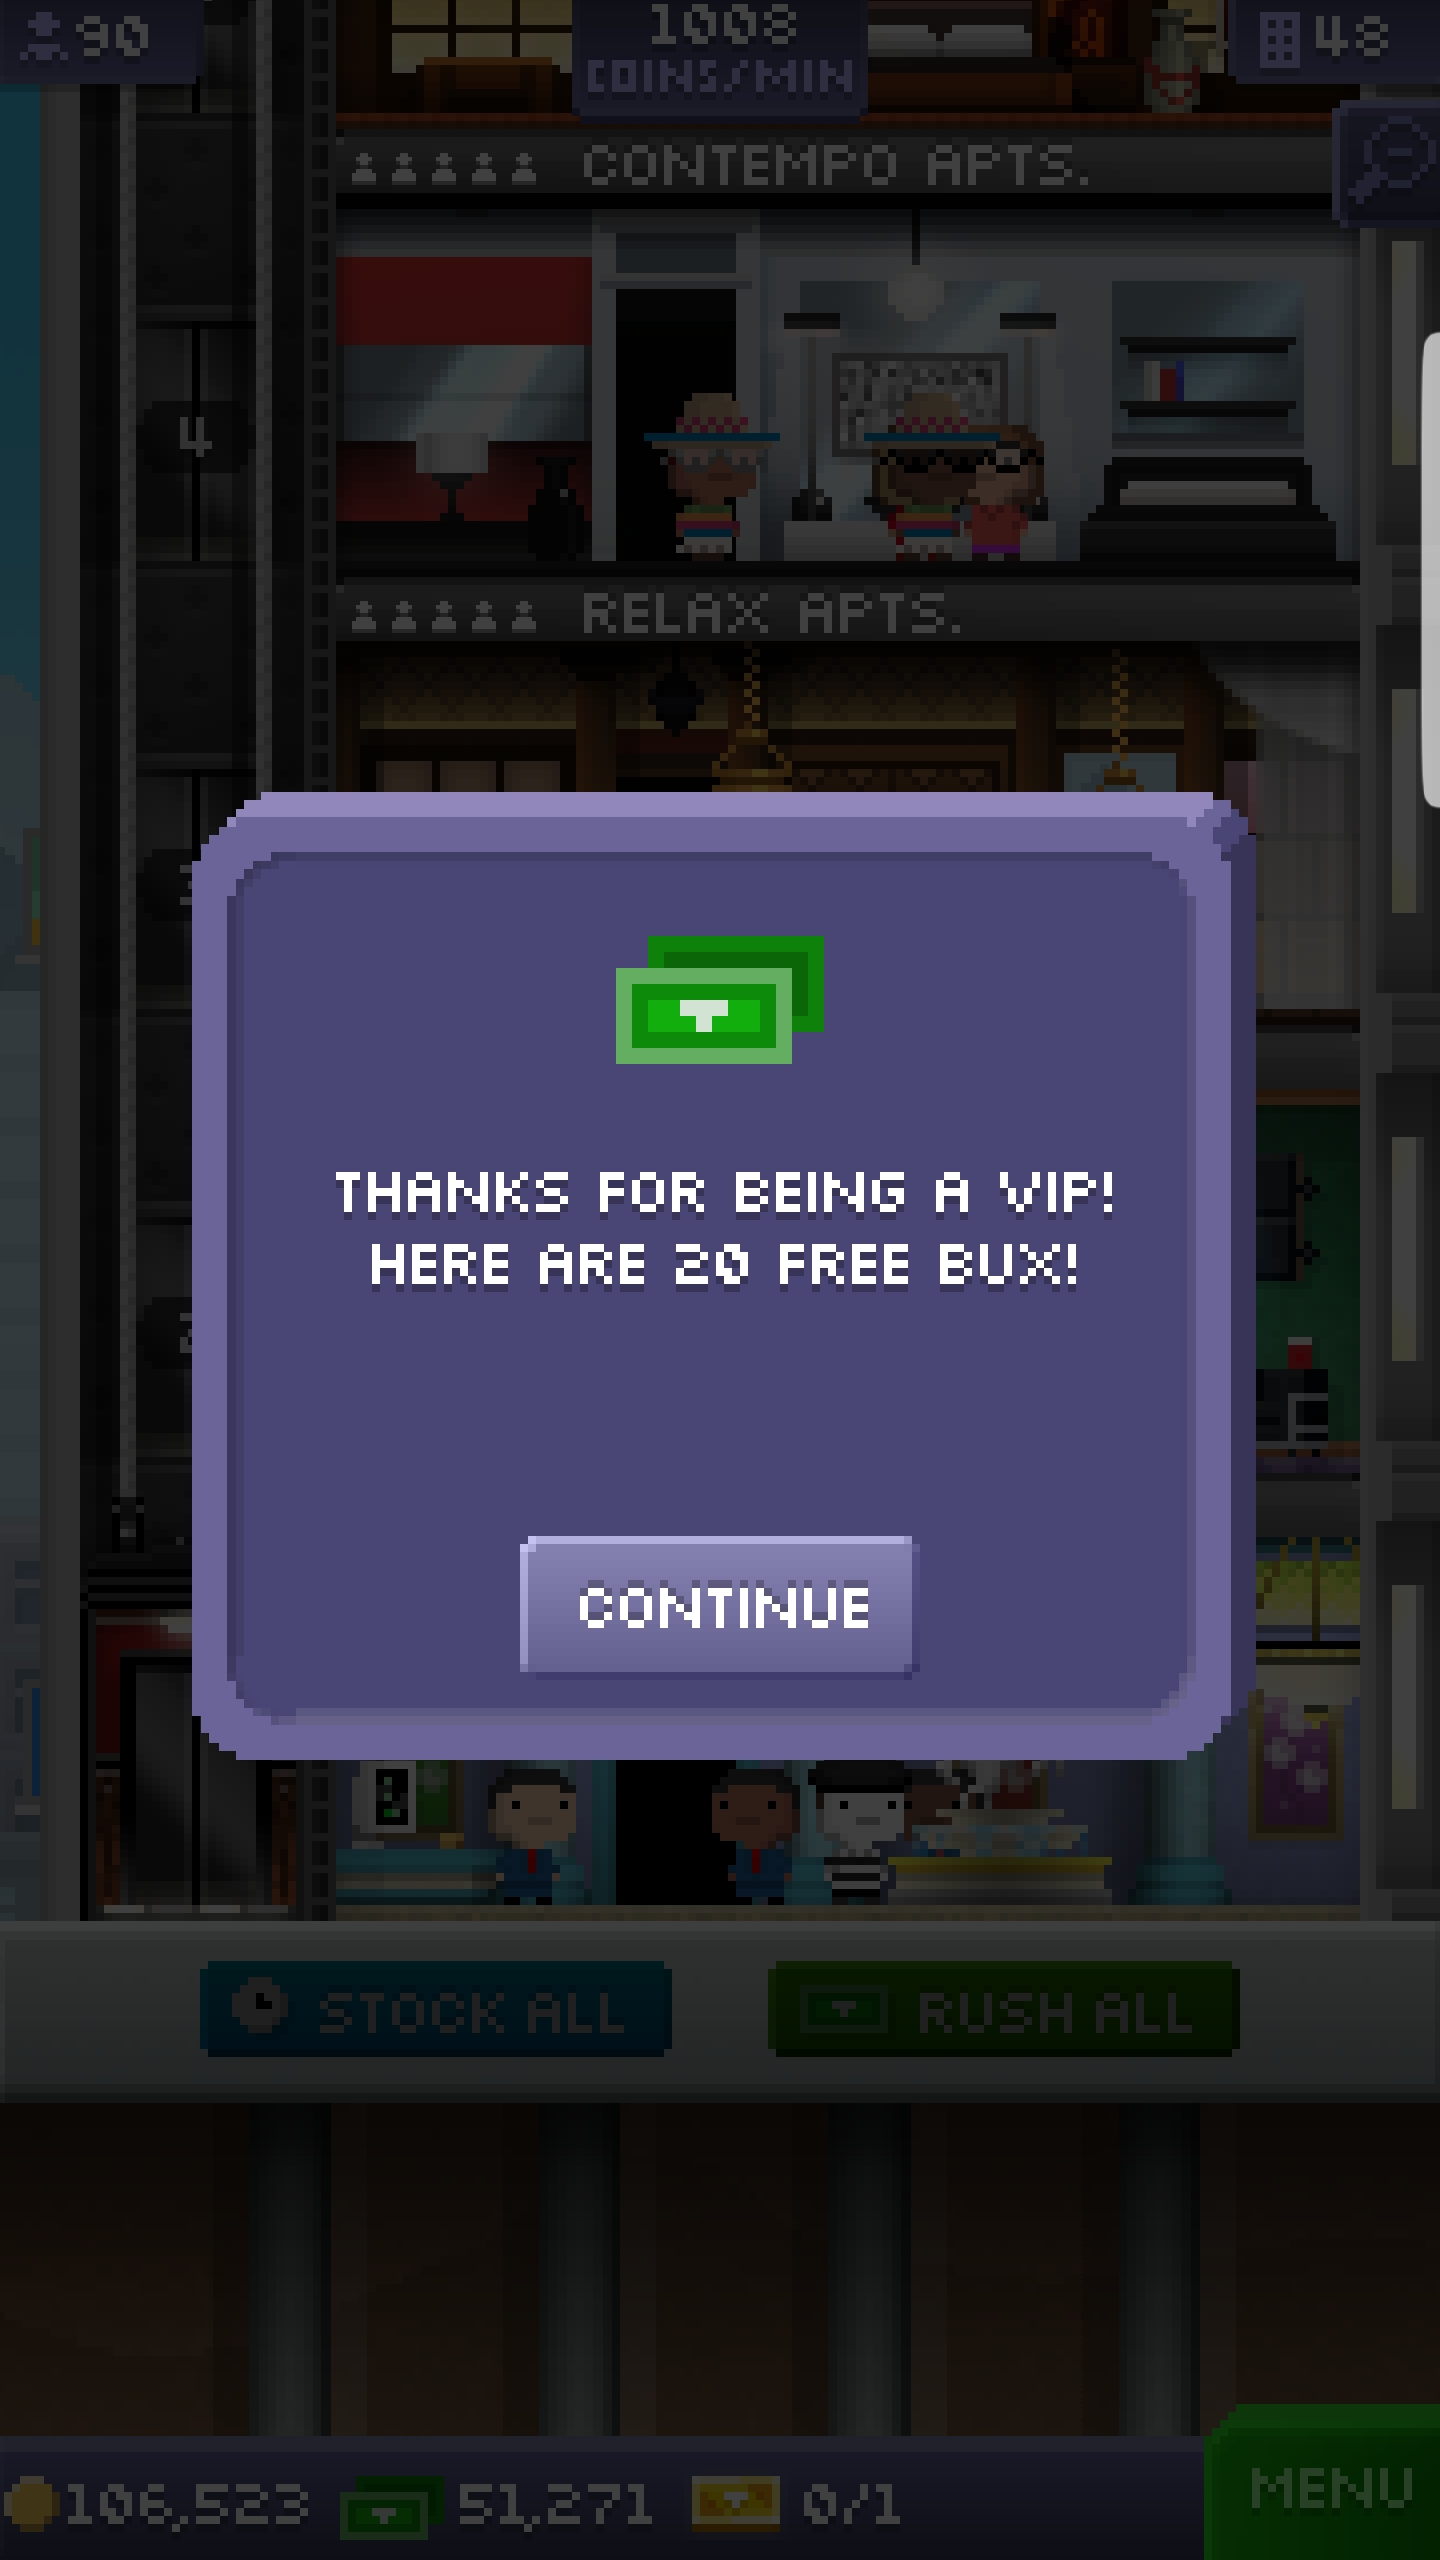 90
1008
COINS/MIN
48
CONTEMPO APTS.
4
RELAX APTS.
THANKS FOR BEING A VIP!
HERE ARE 20 FREE BUX!
CONTINUE
STOCK ALL
RUSH ALL
106,523
51,271
0/1
MENU